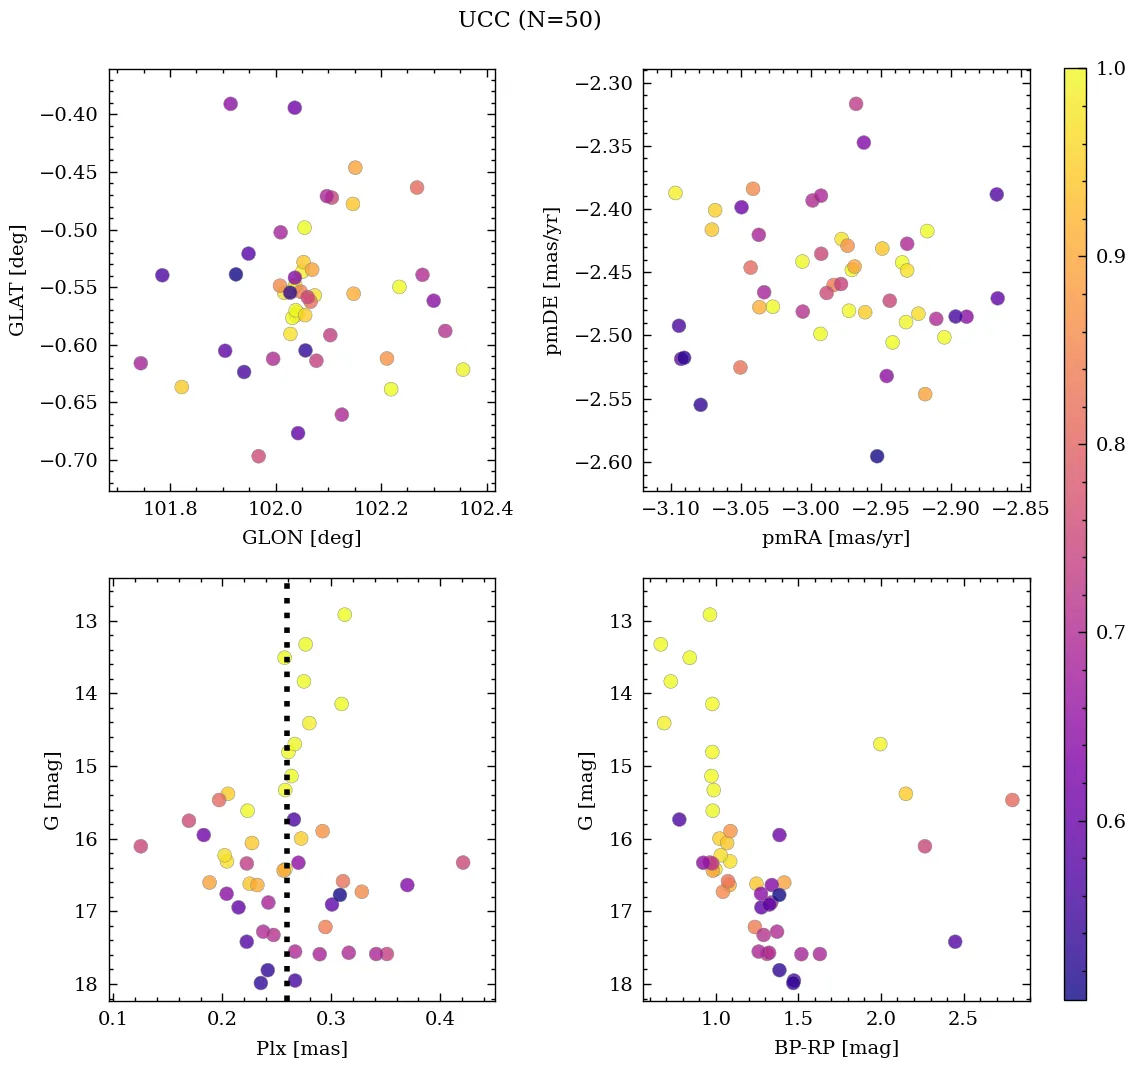 UCC (N=50)
−0.40
−0.45
−0.50
−0.55
−0.60
−0.65
−0.70
GLAT [deg]
101.8 102.0 102.2 102.4
GLON [deg]
−2.30
−2.35
−2.40
−2.45
−2.50
−2.55
−2.60
pmDE [mas/yr]
−3.10 −3.05 −3.00 −2.95 −2.90 −2.85
pmRA [mas/yr]
13
14
15
16
17
18
G [mag]
0.1 0.2 0.3 0.4
Plx [mas]
13
14
15
16
17
18
G [mag]
1.0 1.5 2.0 2.5
BP-RP [mag]
1.0
0.9
0.8
0.7
0.6